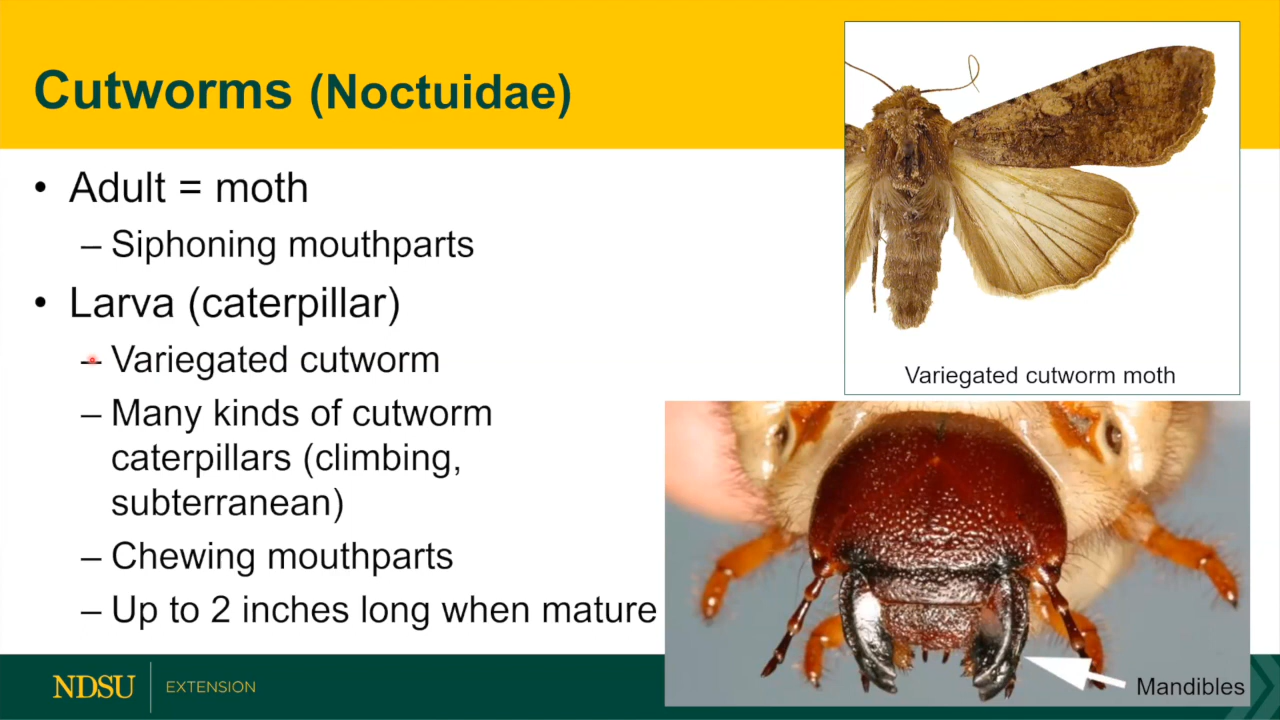 Cutworms (Noctuidae)
• Adult = moth
– Siphoning mouthparts
• Larva (caterpillar)
– Variegated cutworm
– Many kinds of cutworm
caterpillars (climbing,
subterranean)
– Chewing mouthparts
– Up to 2 inches long when mature
Variegated cutworm moth
Mandibles
NDSU EXTENSION